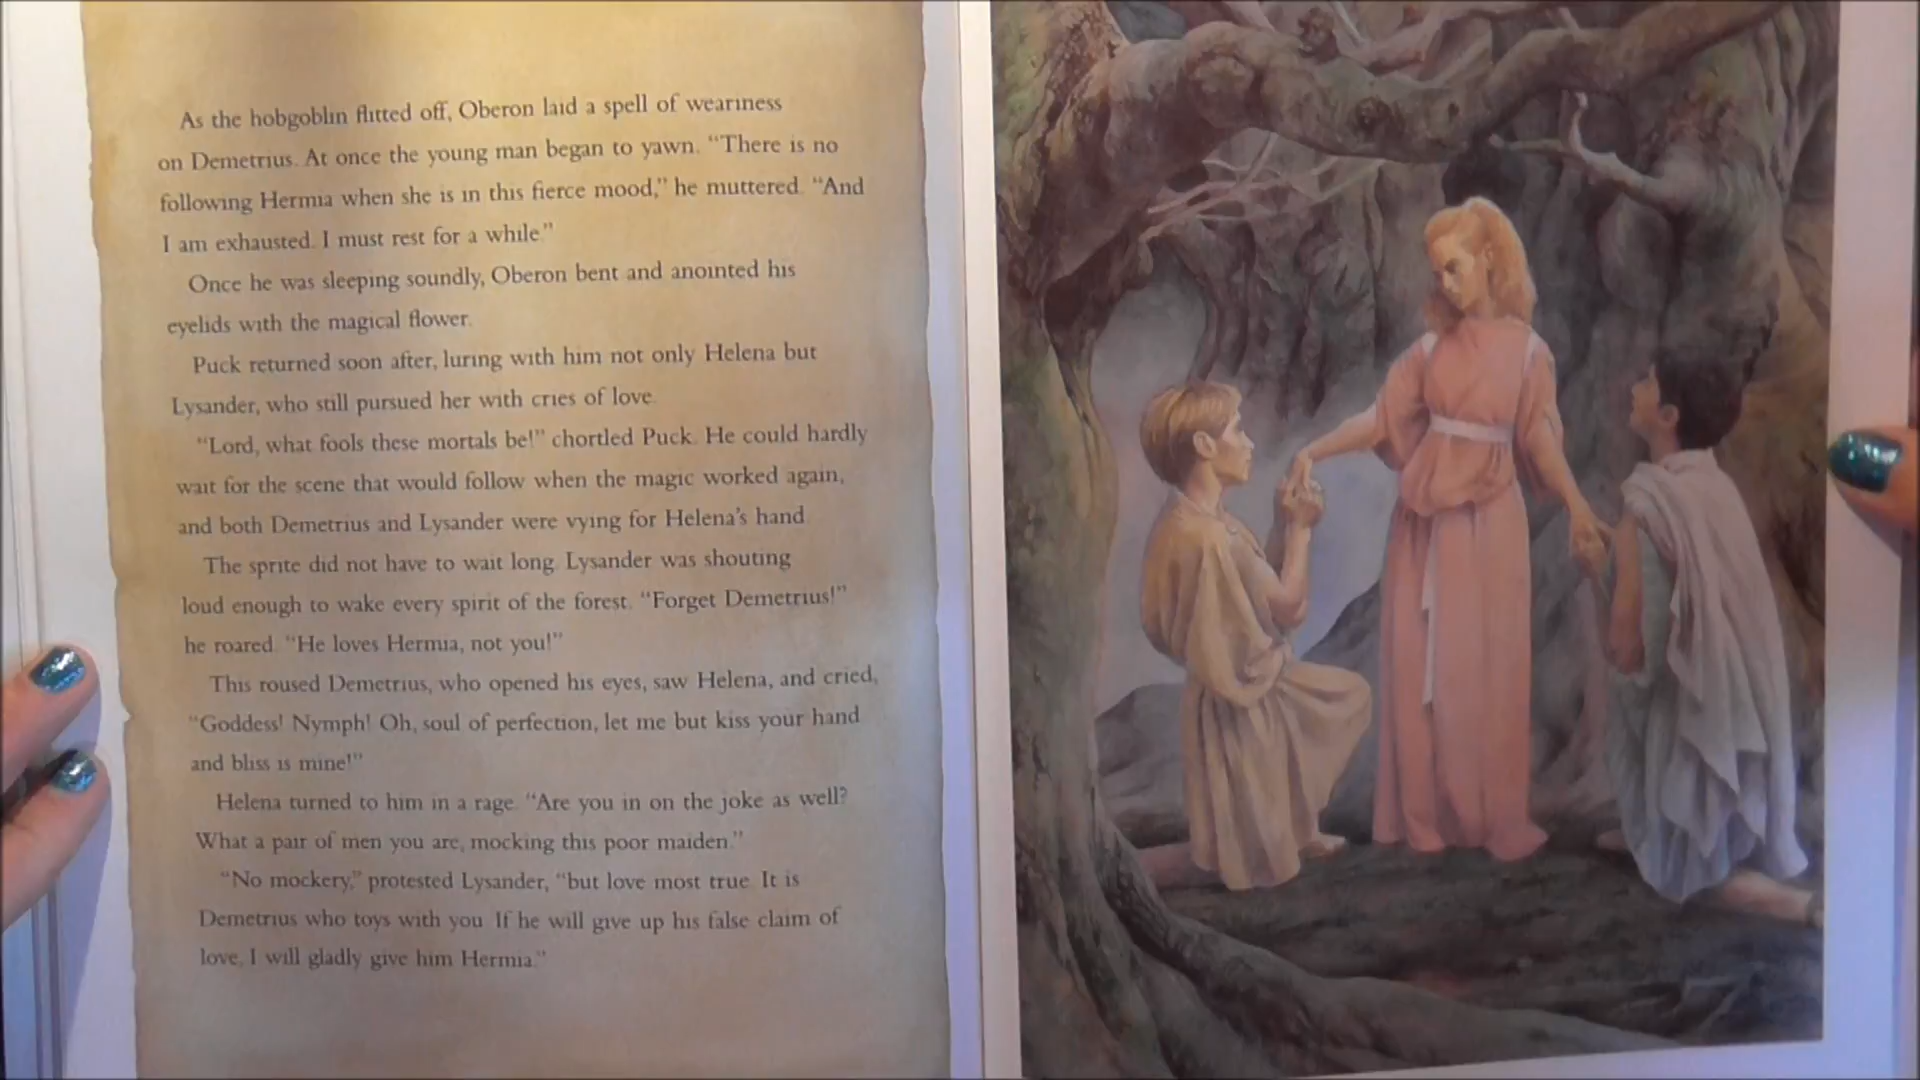 As the hobgoblin flitted off, Oberon laid a spell of weariness
on Demetrius. At once the young man began to yawn. “There is no
following Hermia when she is in this fierce mood,” he muttered. “And
I am exhausted. I must rest for a while.”
Once he was sleeping soundly, Oberon bent and anointed his
eyelids with the magical flower.
Puck returned soon after, luring with him not only Helena but
Lysander, who still pursued her with cries of love.
“Lord, what fools these mortals be!” chortled Puck. He could hardly
wait for the scene that would follow when the magic worked again,
and both Demetrius and Lysander were vying for Helena’s hand.
The sprite did not have to wait long. Lysander was shouting
loud enough to wake every spirit of the forest. “Forget Demetrius!”
he roared. “He loves Hermia, not you!”
This roused Demetrius, who opened his eyes, saw Helena, and cried,
“Goddess! Nymph! Oh, soul of perfection, let me but kiss your hand
and bliss is mine!”
Helena turned to him in a rage. “Are you in on the joke as well?
What a pair of men you are, mocking this poor maiden.”
“No mockery,” protested Lysander, “but love most true. It is
Demetrius who toys with you. If he will give up his false claim of
love, I will gladly give him Hermia.”